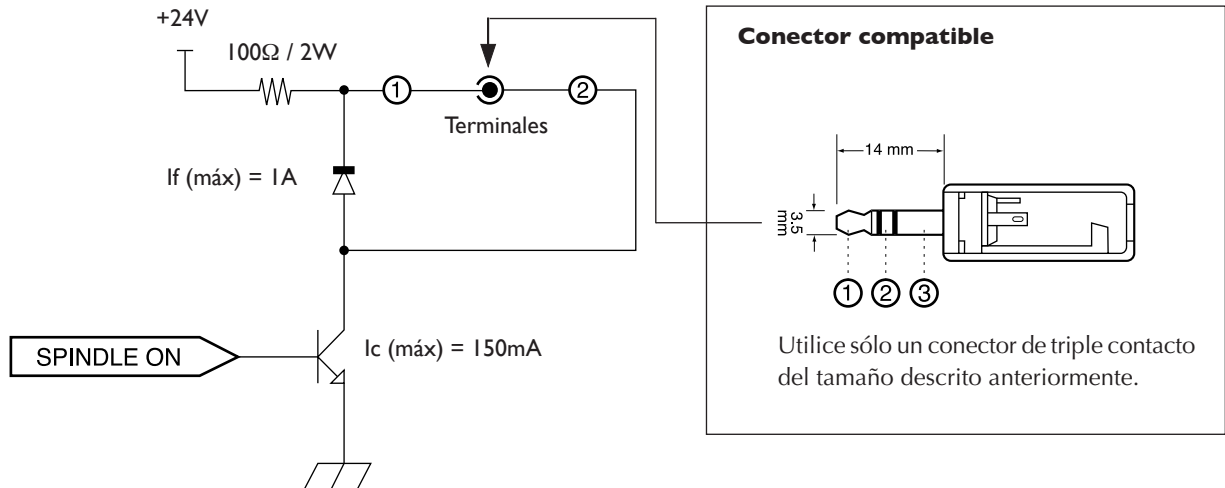 +24V
100Ω / 2W
①
②
Terminales
If (máx) = 1A
Ic (máx) = 150mA
SPINDLE ON
Conector compatible
14 mm
3.5
mm
① ② ③
Utilice sólo un conector de triple contacto
del tamaño descrito anteriormente.